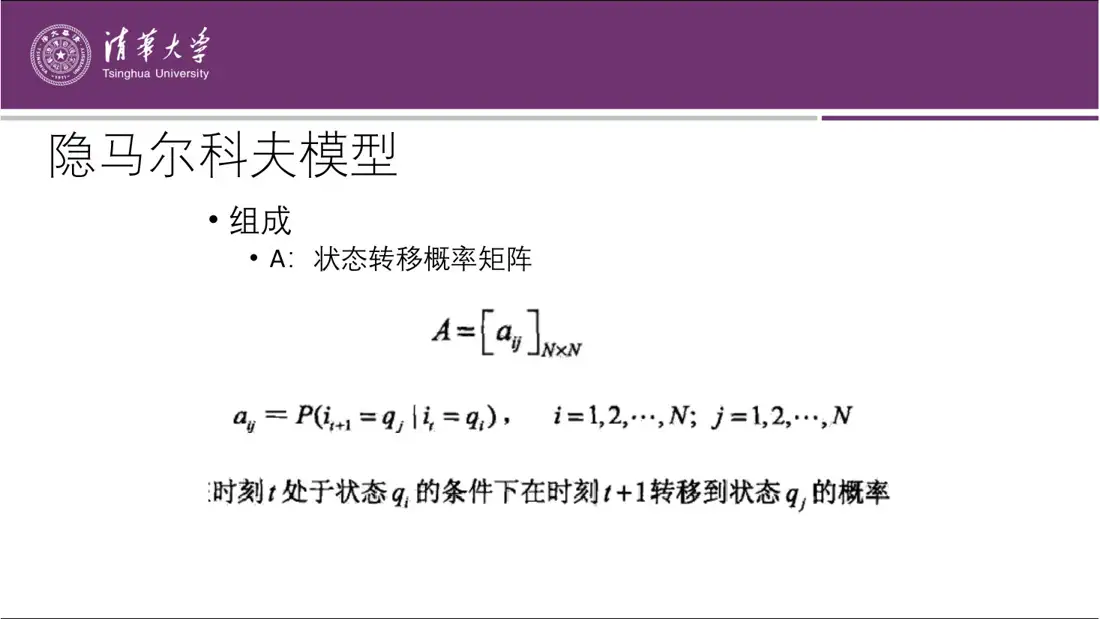 清华大学
Tsinghua University
隐马尔科夫模型
• 组成
• A：状态转移概率矩阵
A = [a_ij]_N×N
a_ij = P(i_t+1 = q_j | i_t = q_i)， i = 1,2,⋯,N; j = 1,2,⋯,N
时刻 t 处于状态 q_i 的条件下在时刻 t+1 转移到状态 q_j 的概率